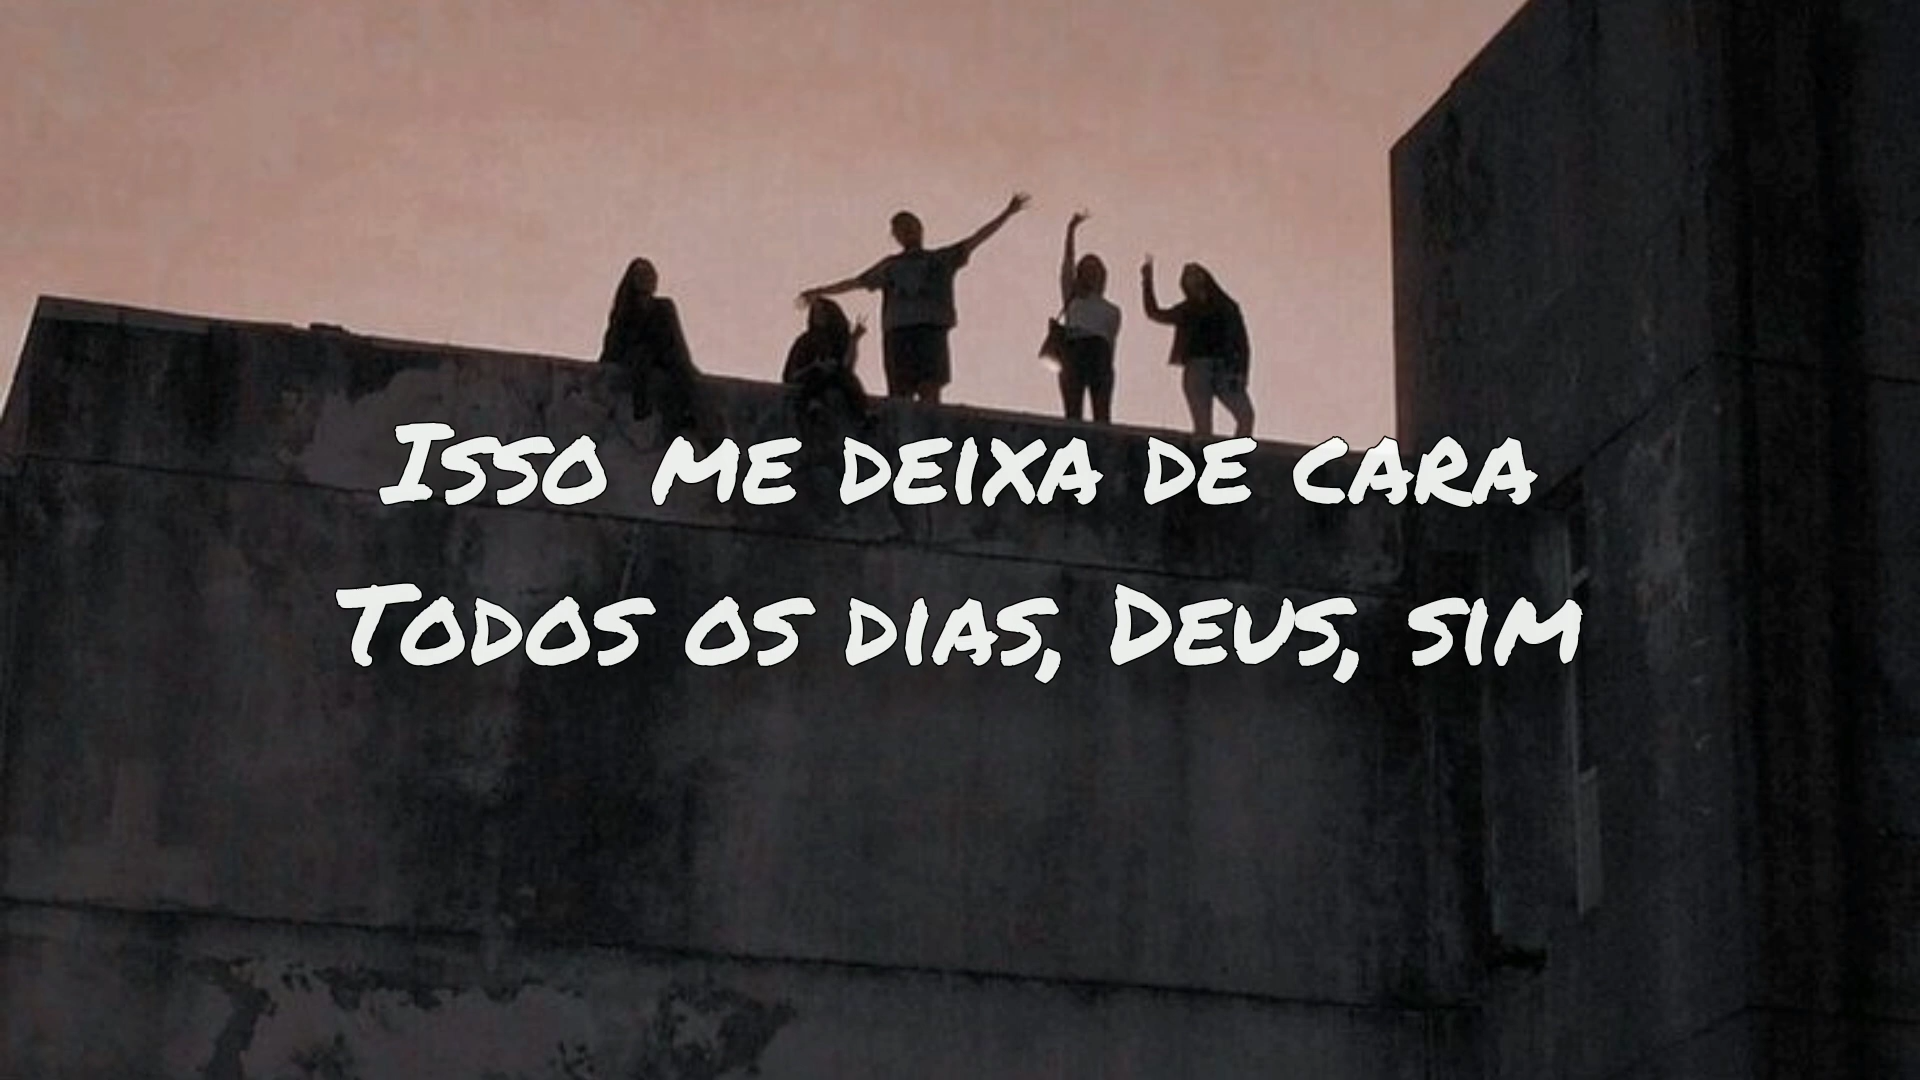 Isso me deixa de cara
Todos os dias, Deus, sim